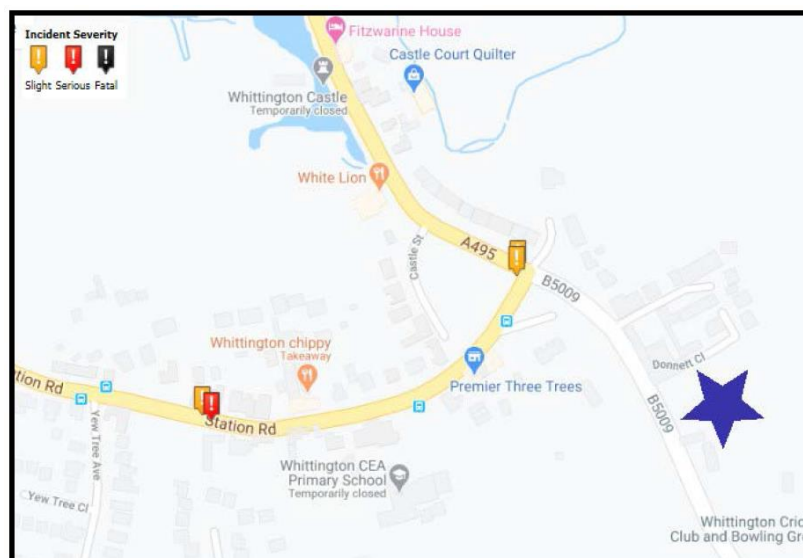 Incident Severity
Slight Serious Fatal
Fitzwarine House
Castle Court Quilter
Whittington Castle
Temporarily closed
White Lion
A495
Castle St
B5009
Whittington chippy
Takeaway
Premier Three Trees
Donnett Cl
B5009
tion Rd
Station Rd
Yew Tree Ave
Whittington CEA
Primary School
Temporarily closed
Yew Tree Cl
Whittington Cric
Club and Bowling Gre